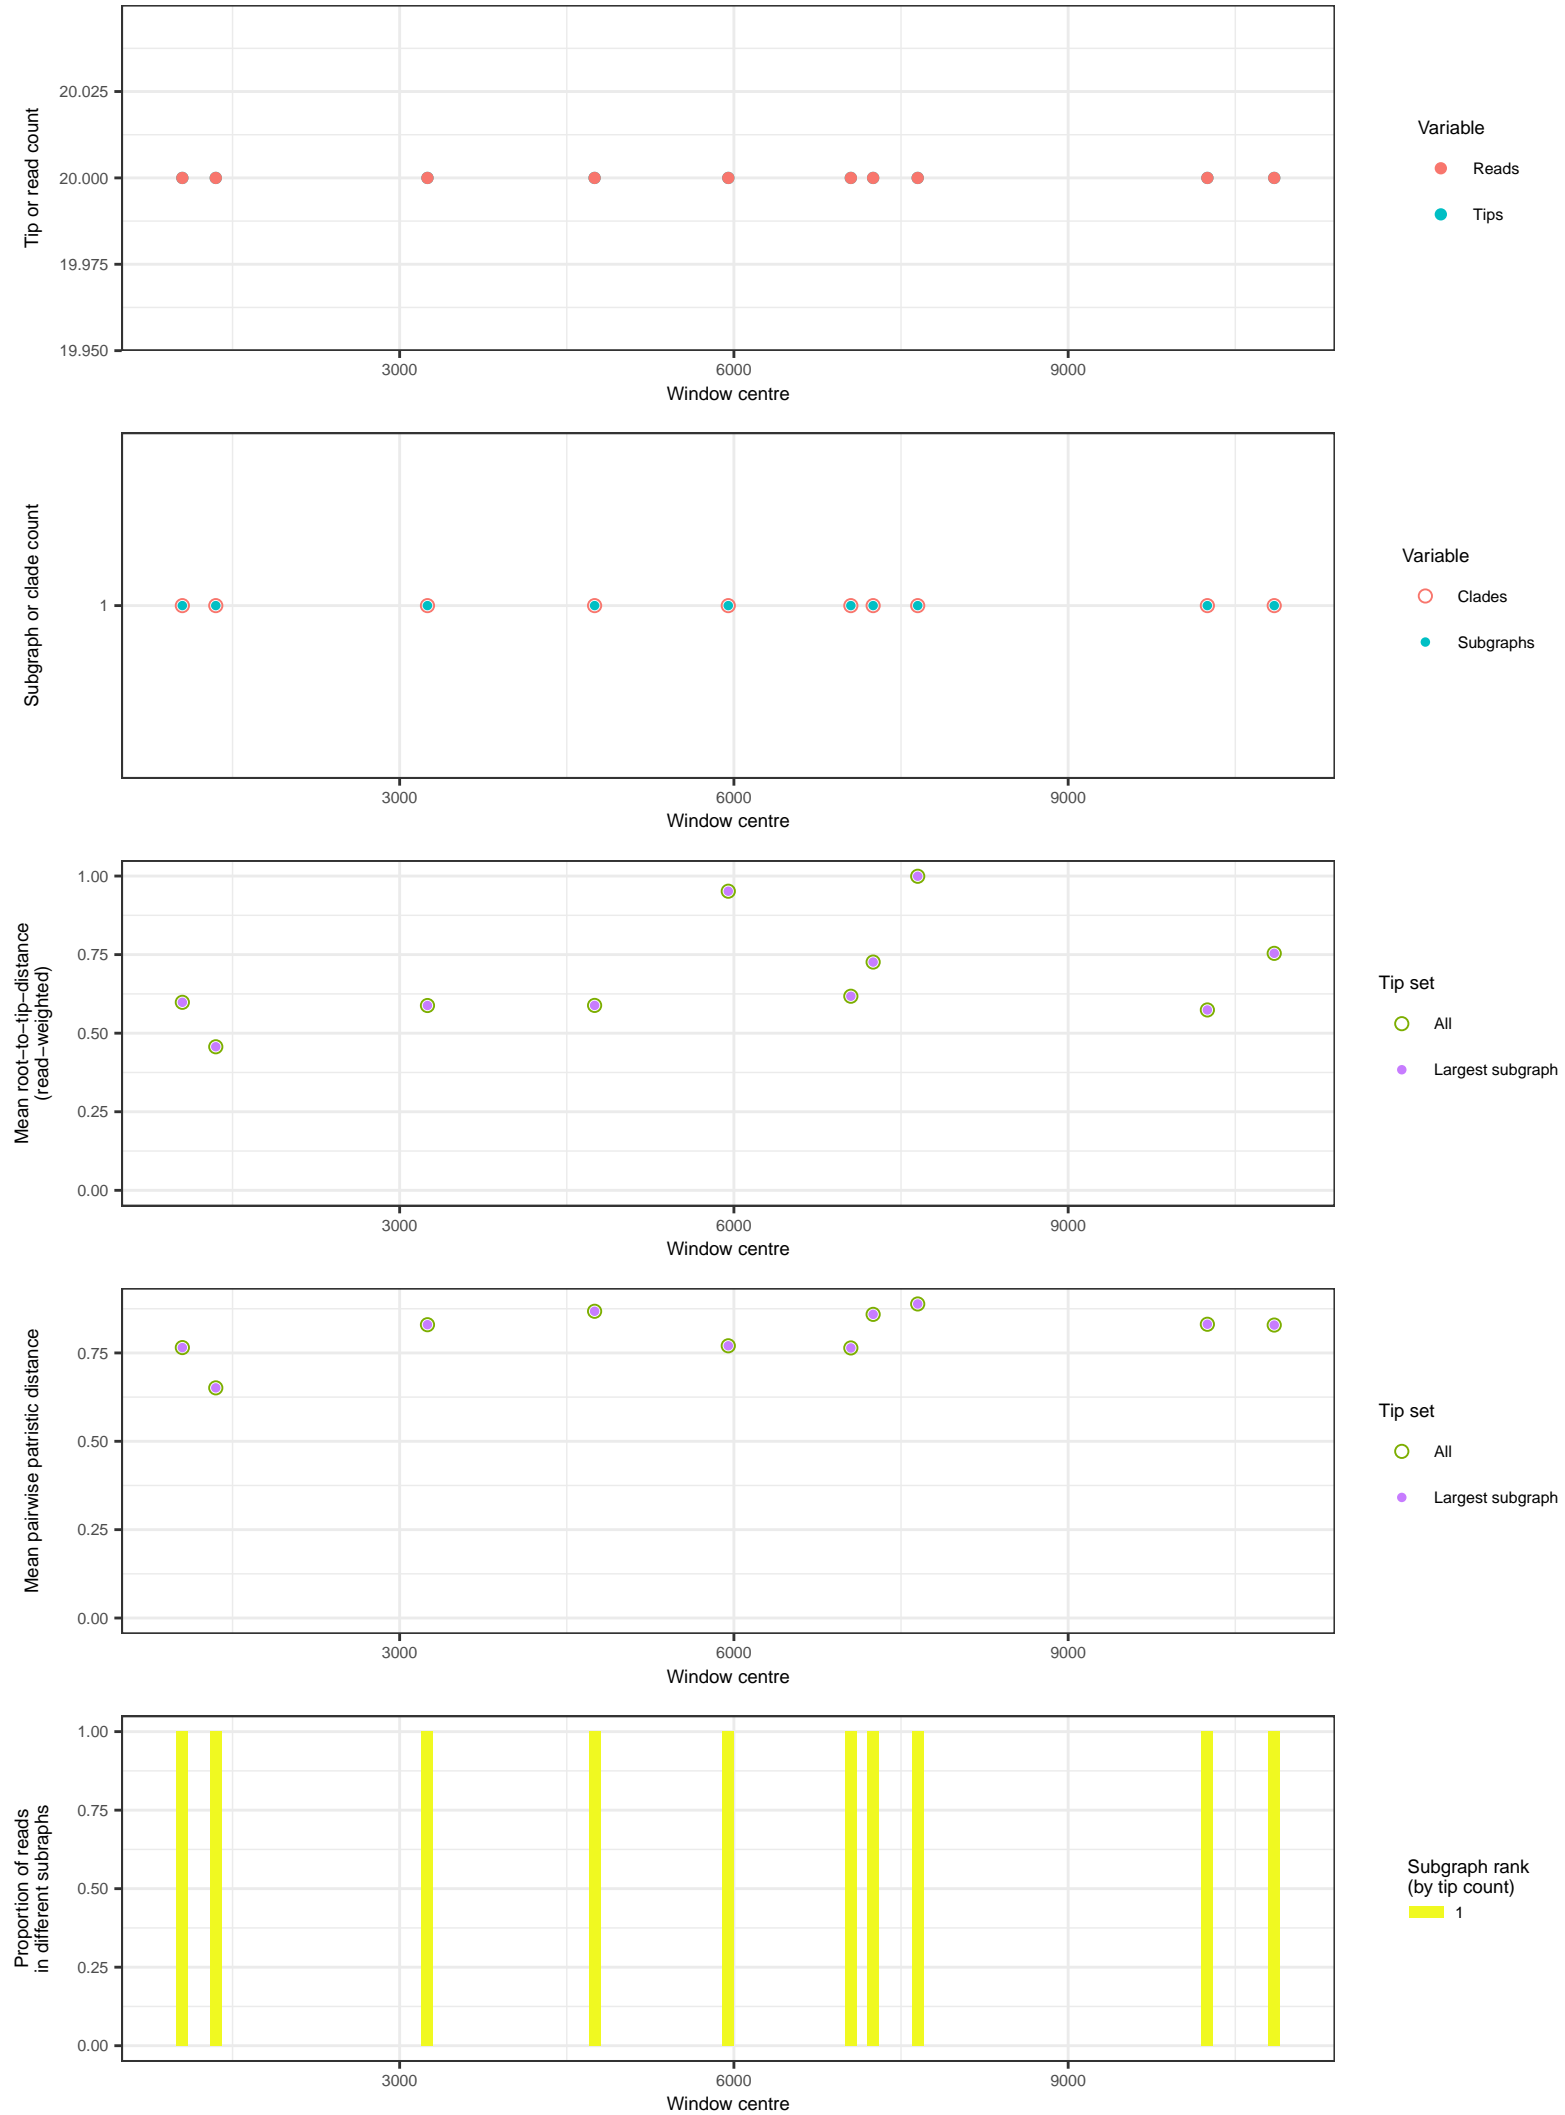 20.025
20.000
19.975
19.950
Tip or read count
3000 6000 9000
Window centre
Variable
Reads
Tips
1
Subgraph or clade count
3000 6000 9000
Window centre
Variable
Clades
Subgraphs
1.00
0.75
0.50
0.25
0.00
Mean root−to−tip−distance
(read−weighted)
3000 6000 9000
Window centre
Tip set
All
Largest subgraph
0.75
0.50
0.25
0.00
Mean pairwise patristic distance
3000 6000 9000
Window centre
Tip set
All
Largest subgraph
1.00
0.75
0.50
0.25
0.00
Proportion of reads
in different subraphs
3000 6000 9000
Window centre
Subgraph rank
(by tip count)
1